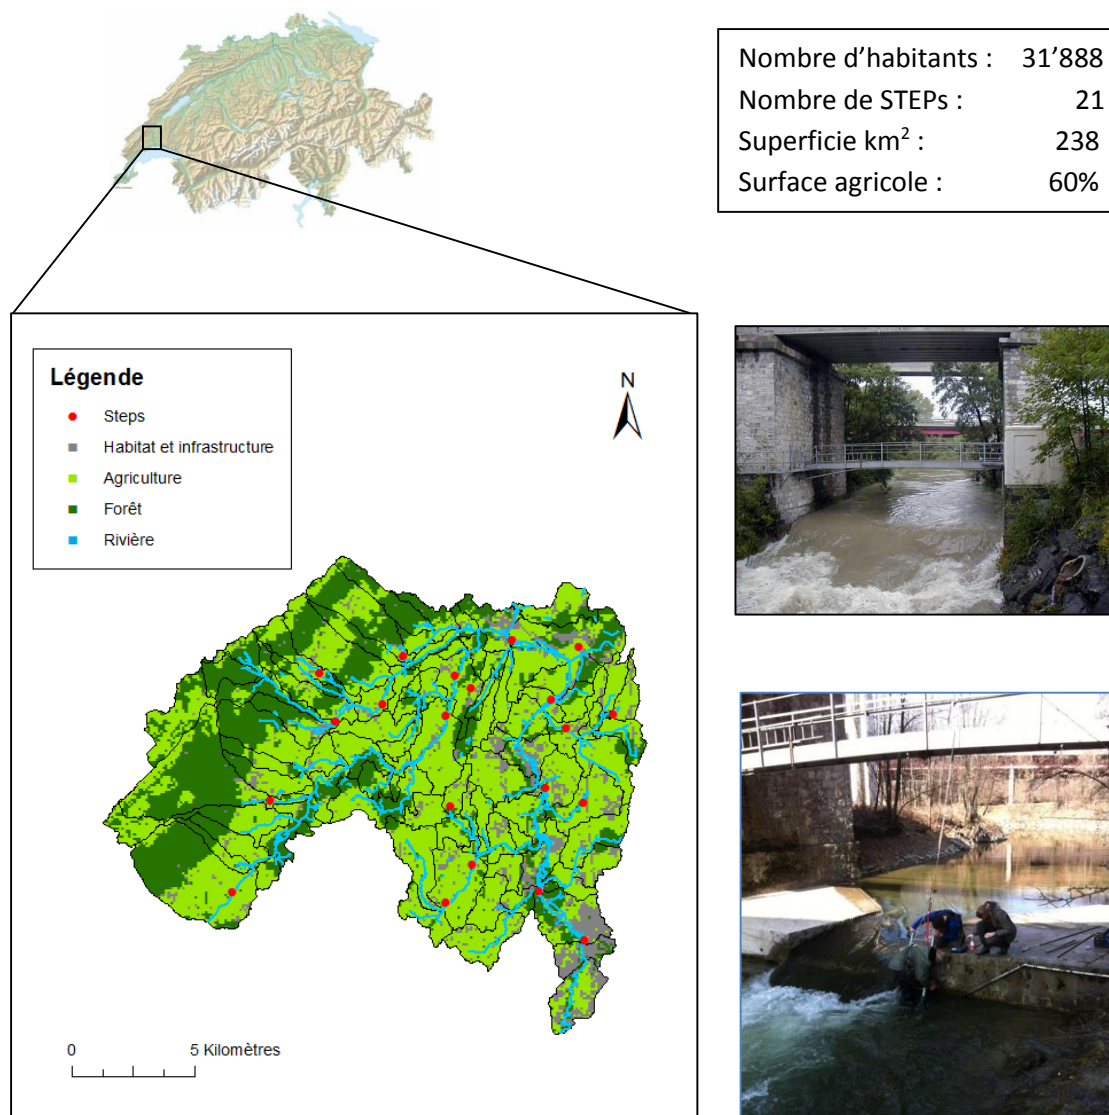 Nombre d’habitants : 31’888
Nombre de STEPs : 21
Superficie km² : 238
Surface agricole : 60%
Légende
Steps
Habitat et infrastructure
Agriculture
Forêt
Rivière
N
0 5 Kilomètres